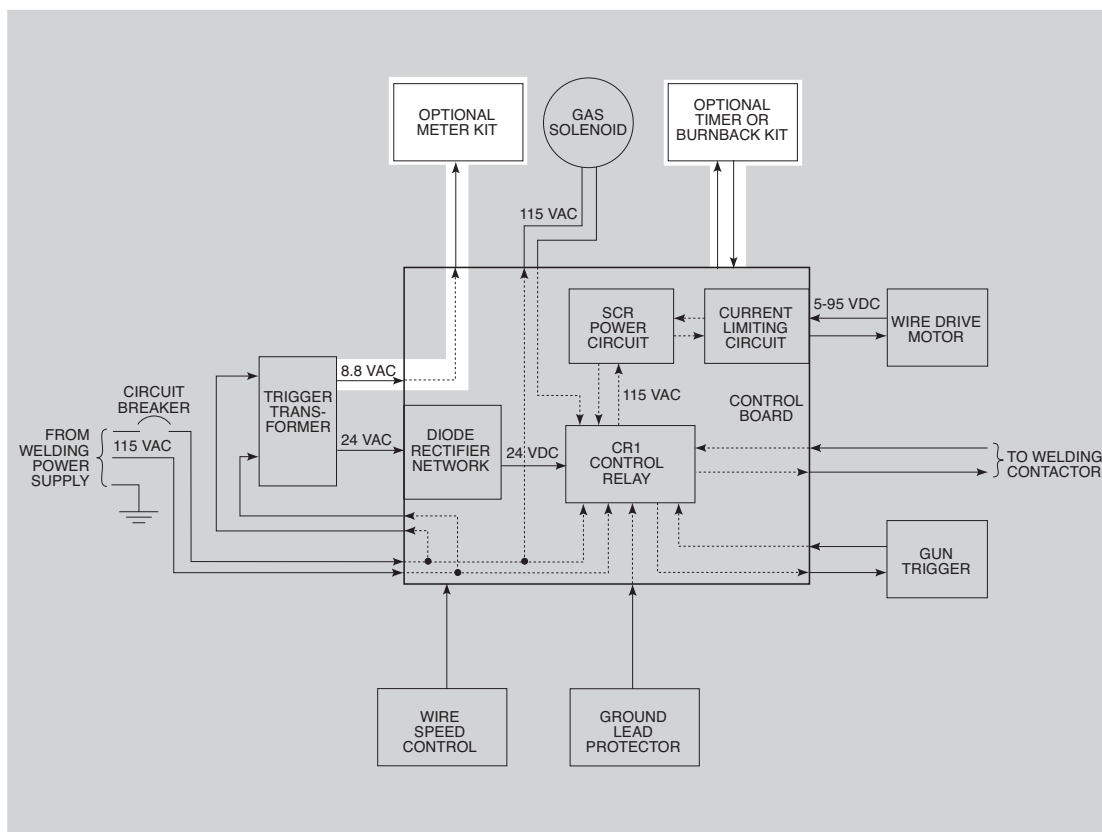 OPTIONAL
METER KIT
GAS
SOLENOID
OPTIONAL
TIMER OR
BURNBACK KIT
115 VAC
SCR
POWER
CIRCUIT
CURRENT
LIMITING
CIRCUIT
5-95 VDC
WIRE DRIVE
MOTOR
8.8 VAC
TRIGGER
TRANS-
FORMER
24 VAC
DIODE
RECTIFIER
NETWORK
24 VDC
115 VAC
CONTROL
BOARD
CR1
CONTROL
RELAY
CIRCUIT
BREAKER
FROM
WELDING
POWER
SUPPLY
115 VAC
TO WELDING
CONTACTOR
GUN
TRIGGER
WIRE
SPEED
CONTROL
GROUND
LEAD
PROTECTOR